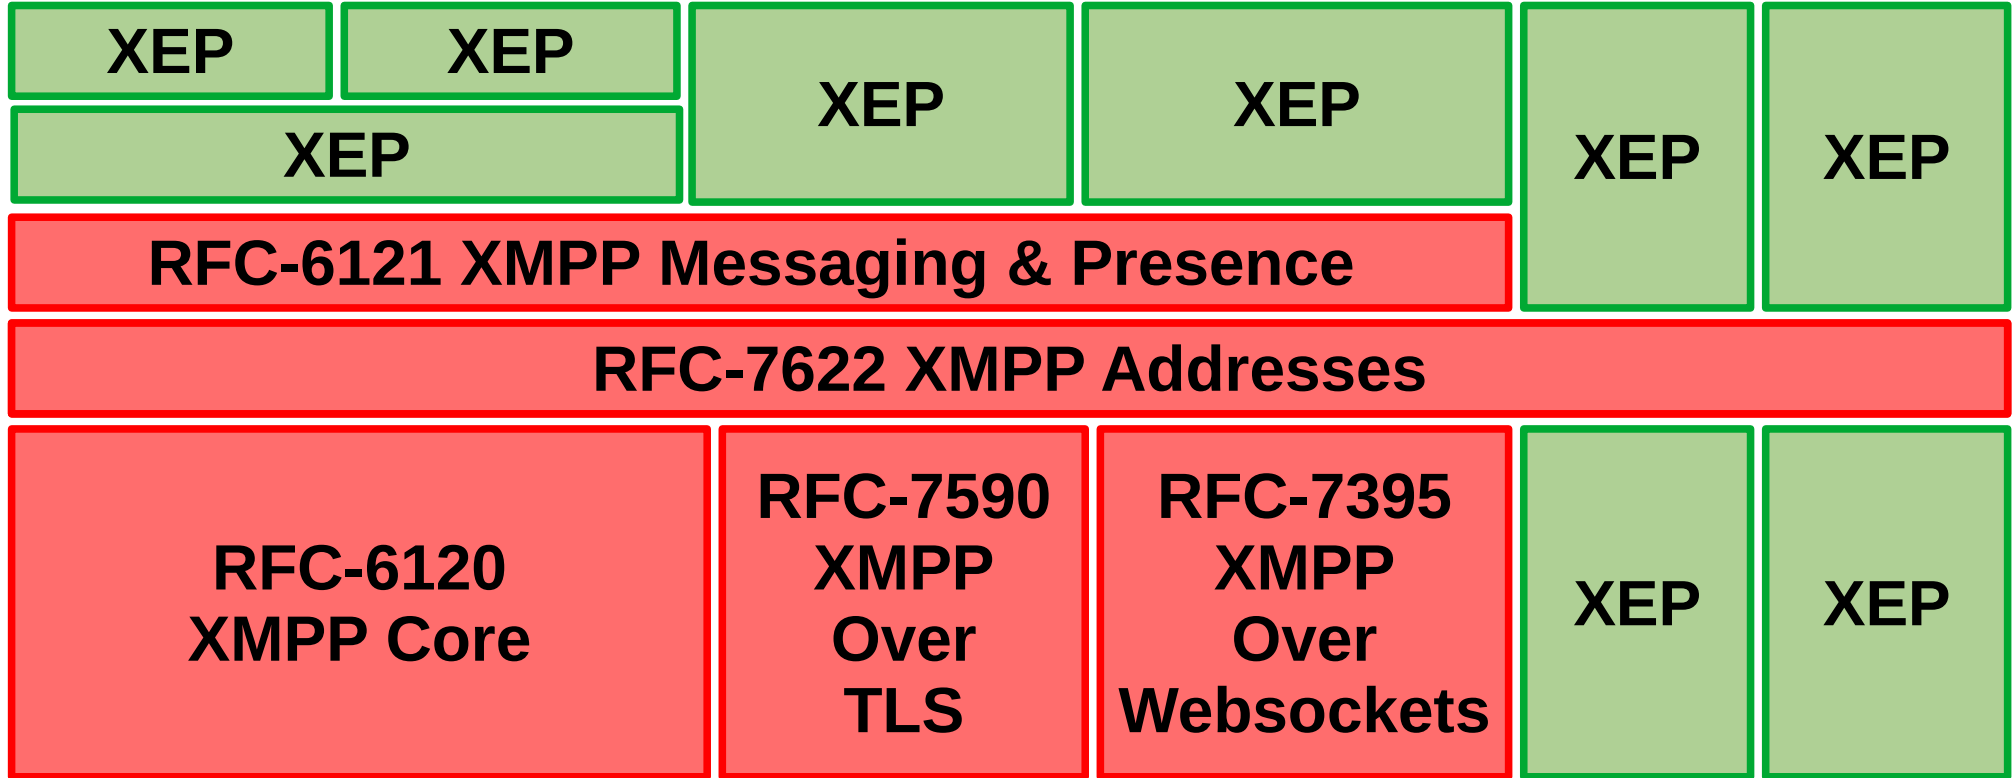 XEP
XEP
XEP
XEP
XEP
XEP
XEP
RFC-6121 XMPP Messaging & Presence
RFC-7622 XMPP Addresses
RFC-6120
XMPP Core
RFC-7590
XMPP
Over
TLS
RFC-7395
XMPP
Over
Websockets
XEP
XEP